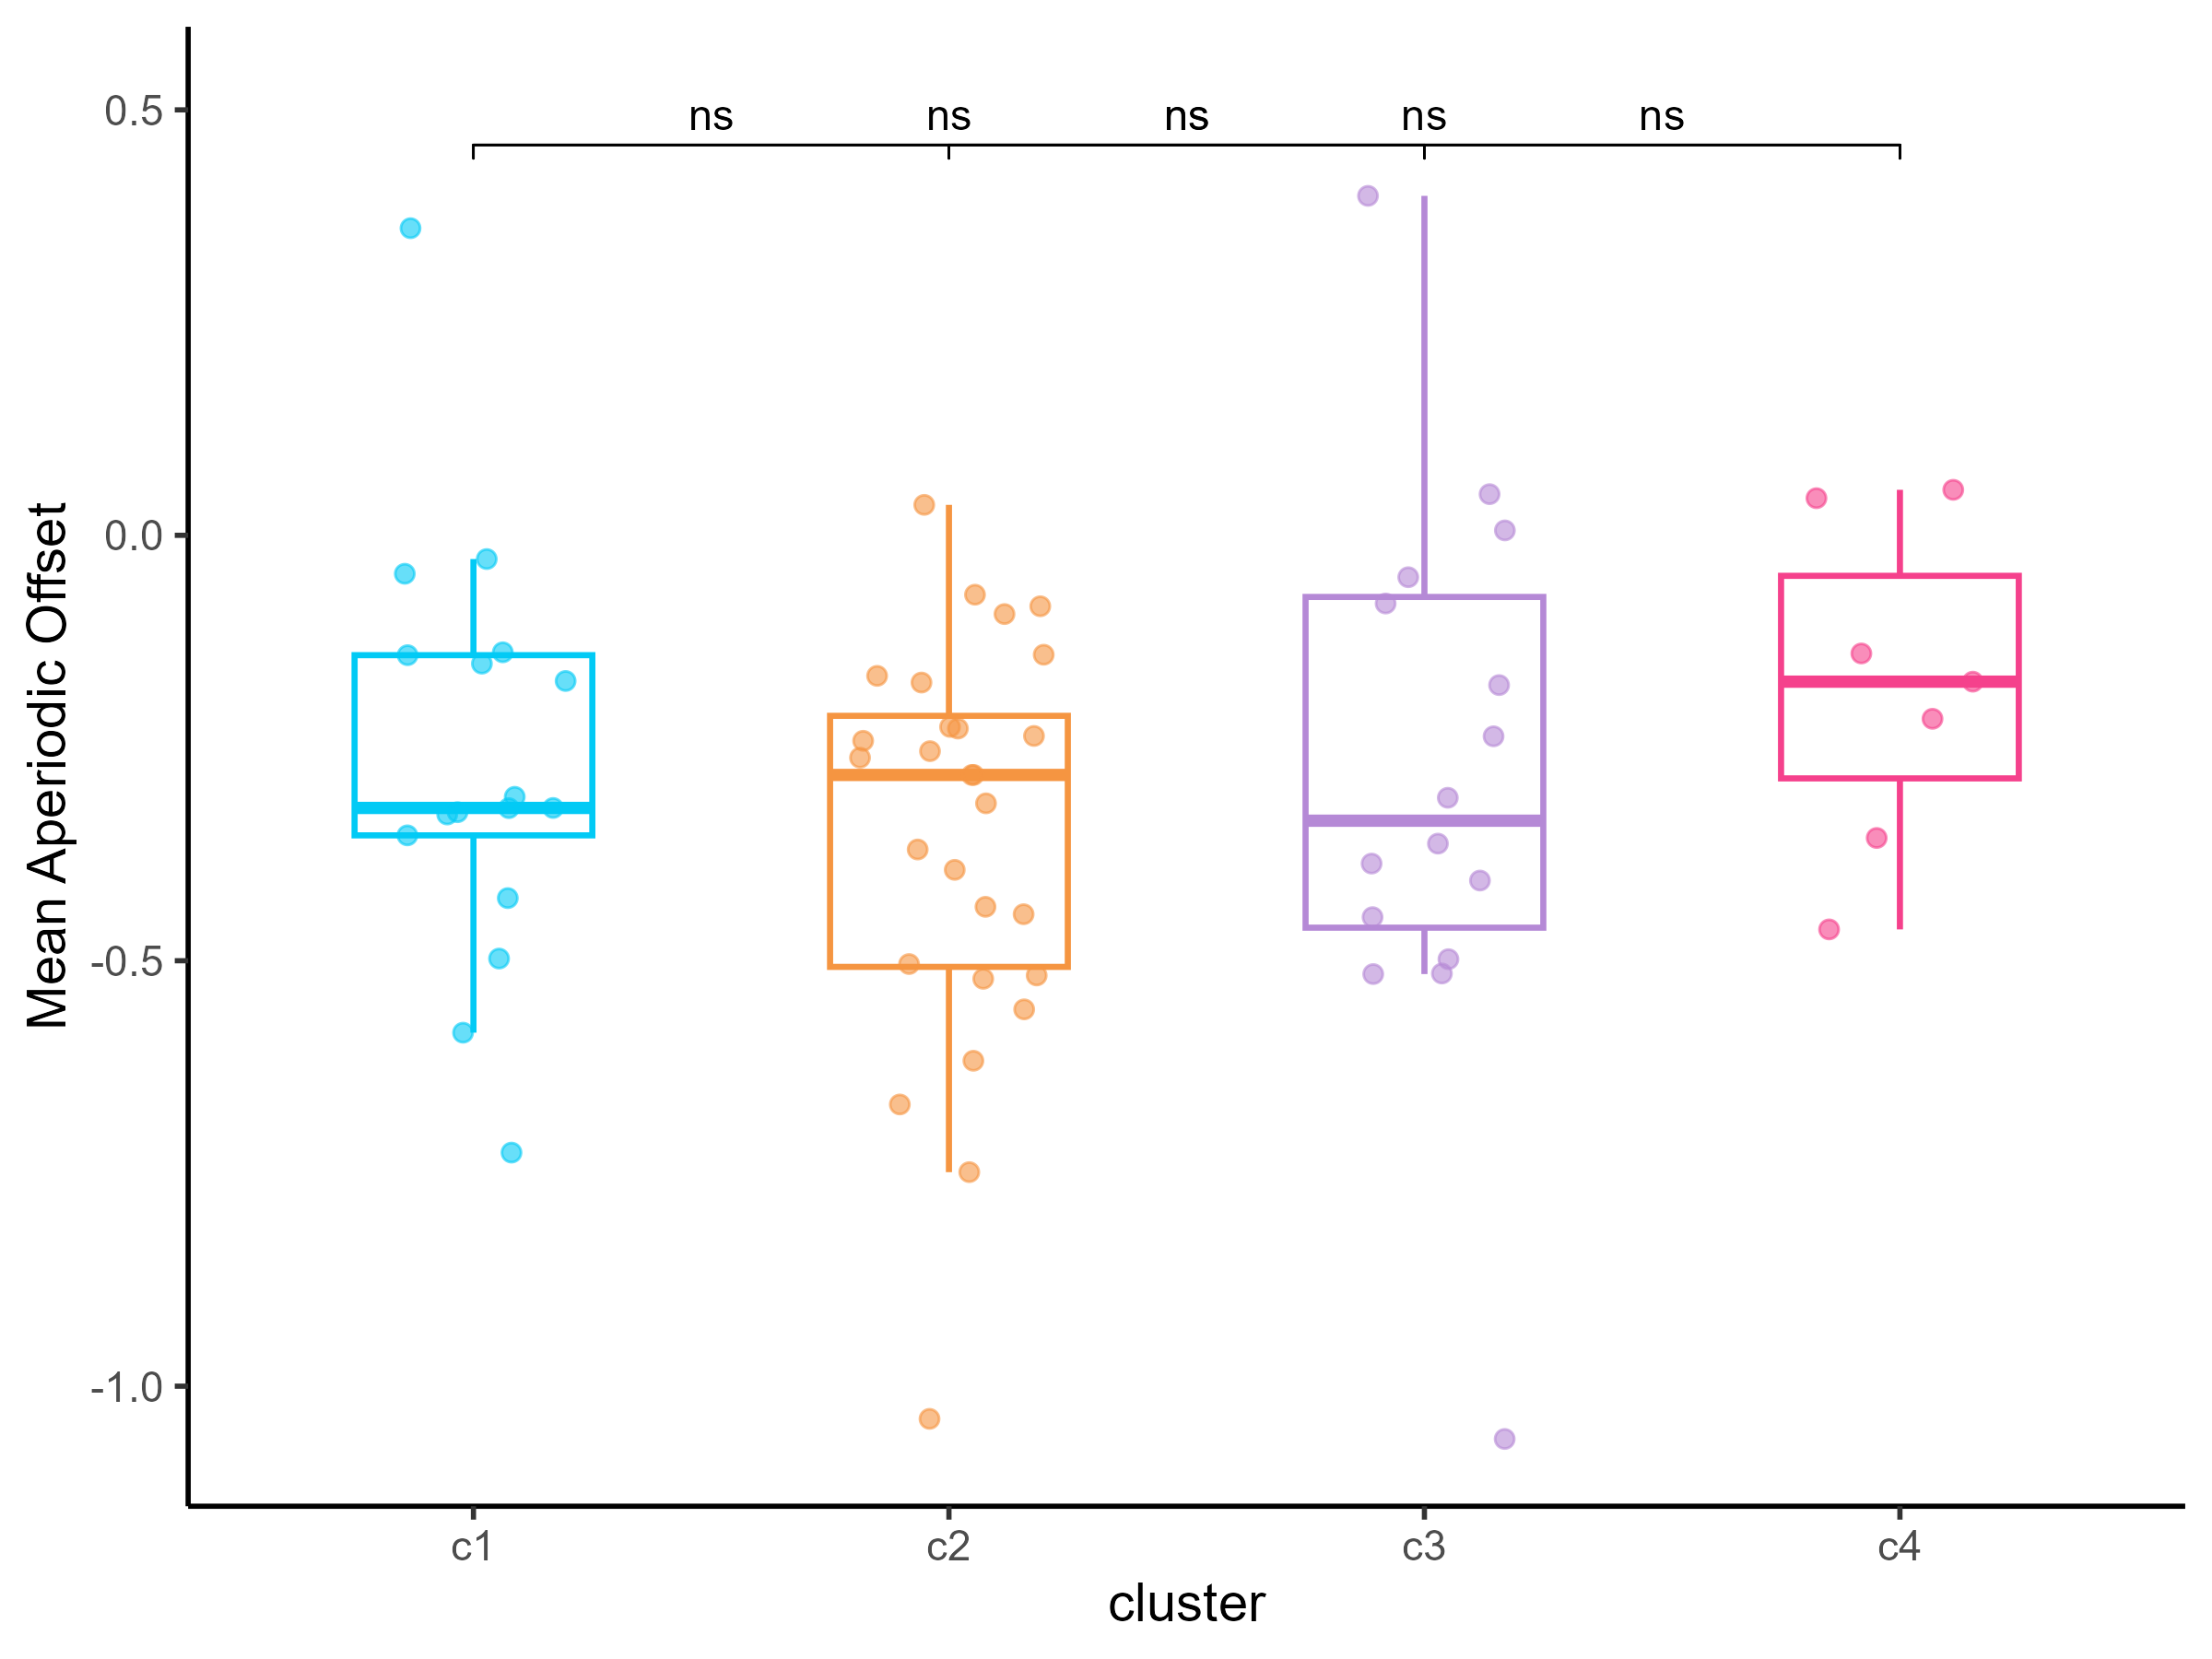 Mean Aperiodic Offset
0.5
0.0
-0.5
-1.0
ns ns ns ns ns
c1 c2 c3 c4
cluster